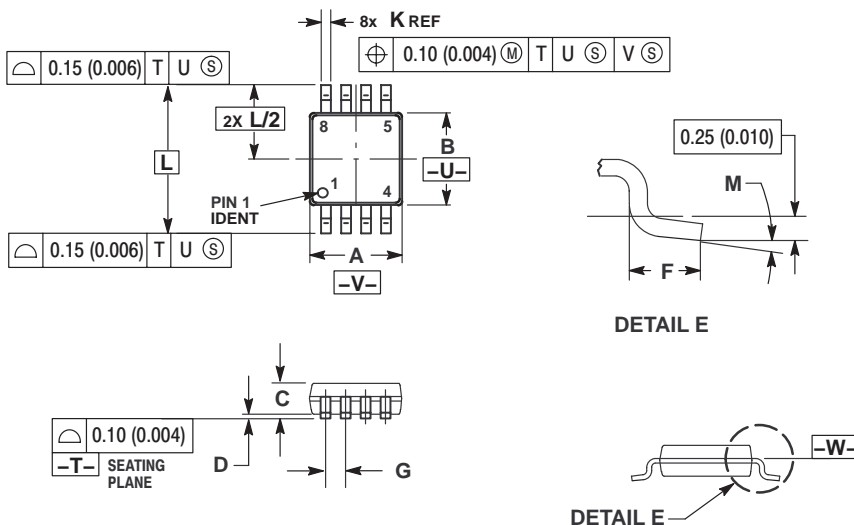 8x K REF
⌖ 0.10 (0.004) Ⓜ T U Ⓢ V Ⓢ
⌓ 0.15 (0.006) T U Ⓢ
2X L/2
8 5
B
–U–
L
1 4
PIN 1
IDENT
⌓ 0.15 (0.006) T U Ⓢ
A
–V–
0.25 (0.010)
M
F
DETAIL E
C
⌓ 0.10 (0.004)
–T– SEATING
PLANE
D
G
–W–
DETAIL E